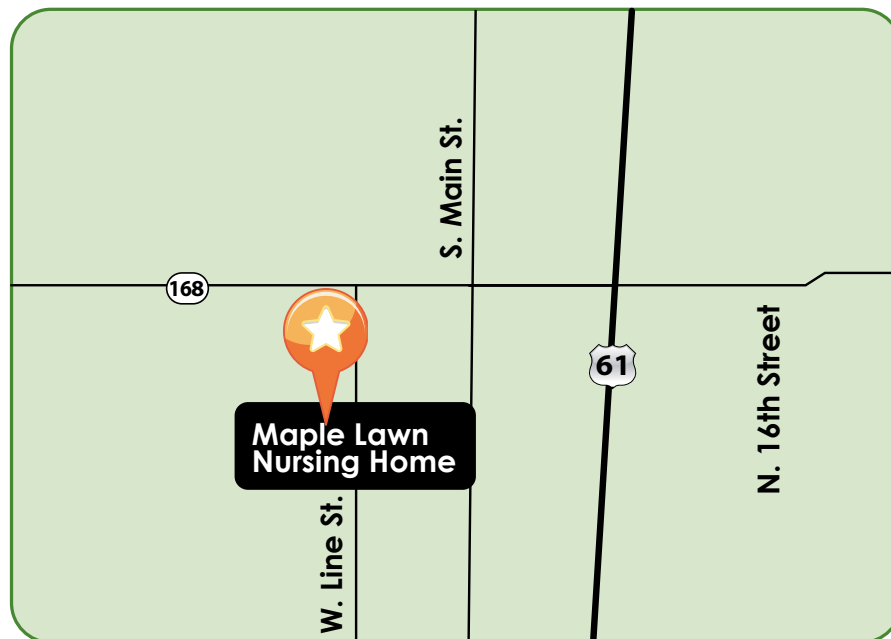 S. Main St.
168
61
N. 16th Street
Maple Lawn
Nursing Home
W. Line St.